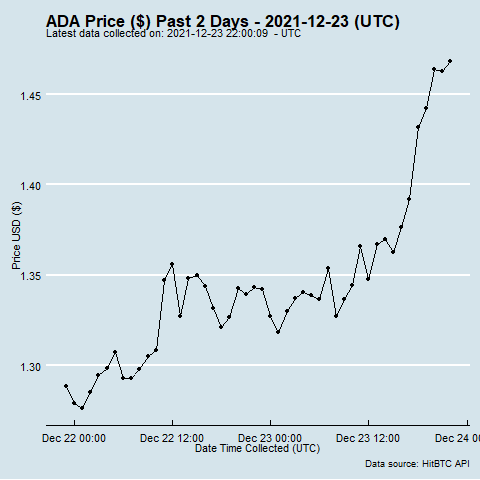 ADA Price ($) Past 2 Days - 2021-12-23 (UTC)
Latest data collected on: 2021-12-23 22:00:09 - UTC
1.45
1.40
1.35
1.30
Price USD ($)
Dec 22 00:00 Dec 22 12:00 Dec 23 00:00 Dec 23 12:00 Dec 24 0
Date Time Collected (UTC)
Data source: HitBTC API